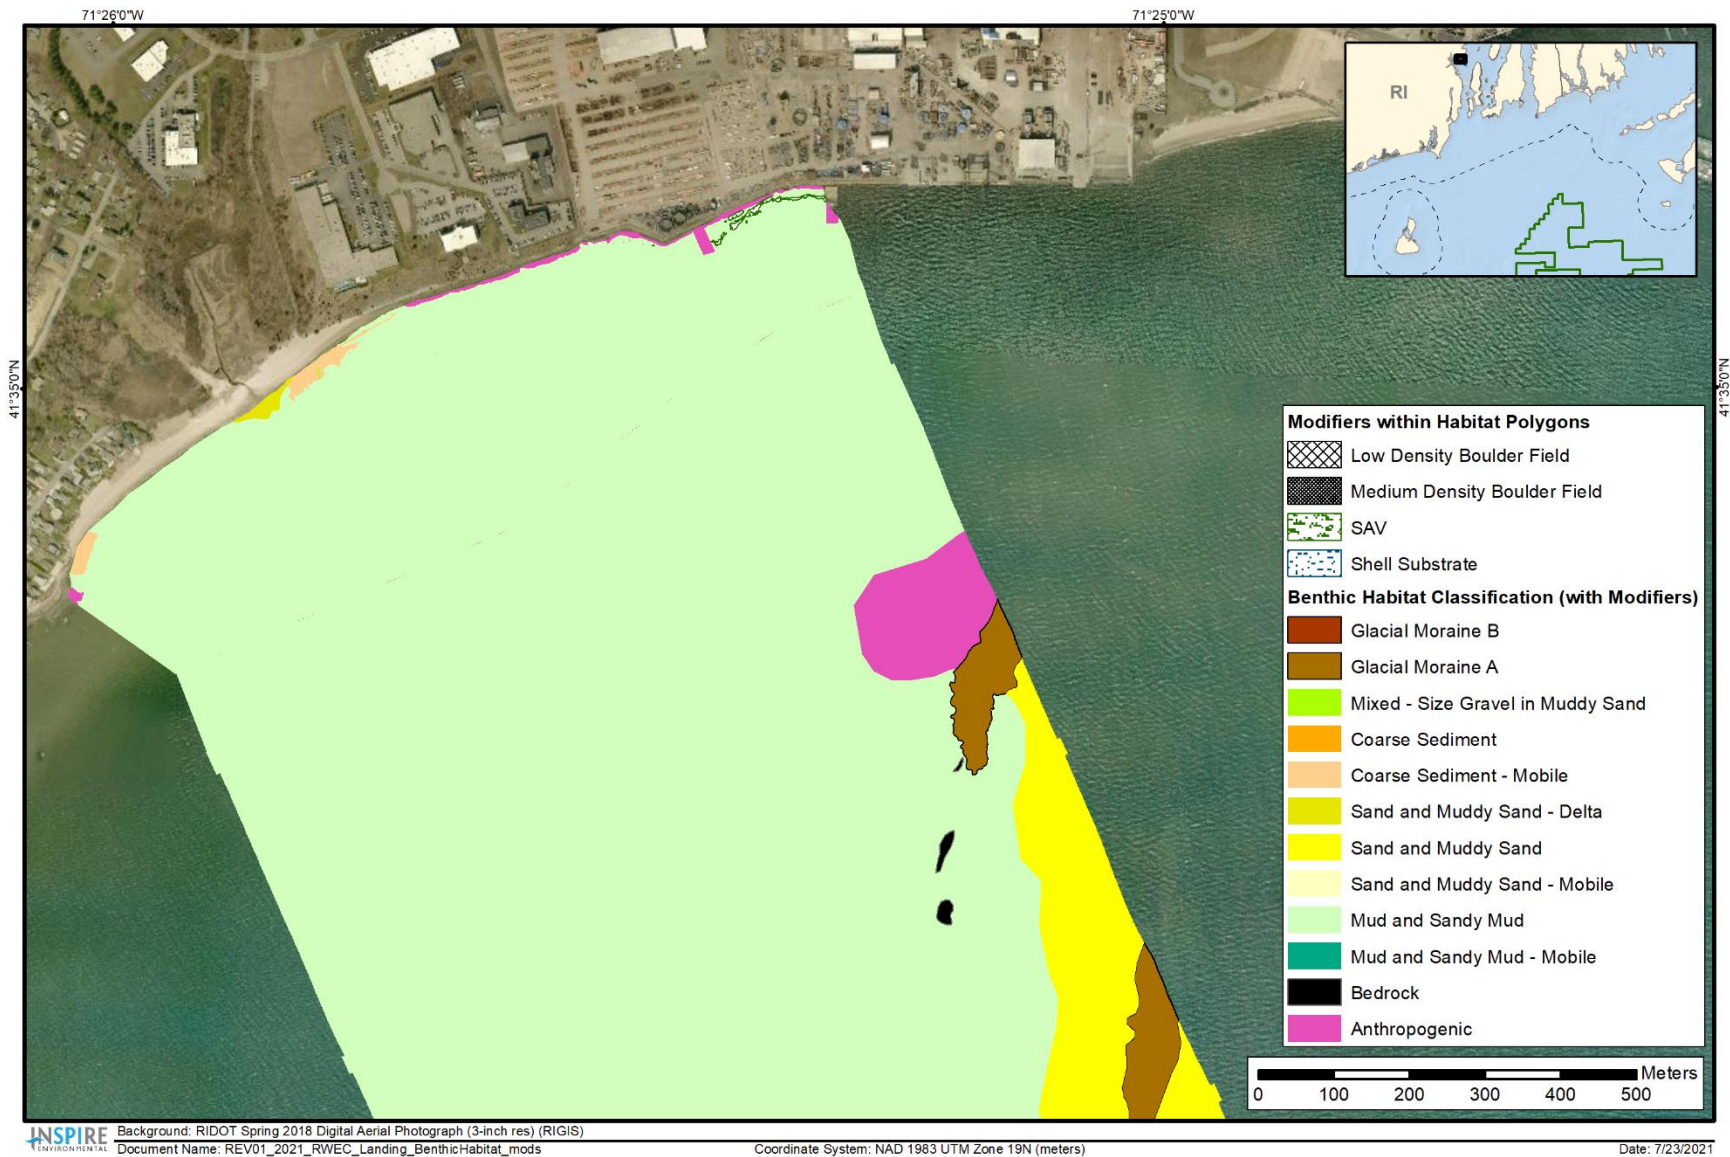 71°26'0"W
71°25'0"W
RI
41°35'0"N
41°35'0"N
Modifiers within Habitat Polygons
Low Density Boulder Field
Medium Density Boulder Field
SAV
Shell Substrate
Benthic Habitat Classification (with Modifiers)
Glacial Moraine B
Glacial Moraine A
Mixed - Size Gravel in Muddy Sand
Coarse Sediment
Coarse Sediment - Mobile
Sand and Muddy Sand - Delta
Sand and Muddy Sand
Sand and Muddy Sand - Mobile
Mud and Sandy Mud
Mud and Sandy Mud - Mobile
Bedrock
Anthropogenic
Meters
0 100 200 300 400 500
INSPIRE
ENVIRONMENTAL
Background: RIDOT Spring 2018 Digital Aerial Photograph (3-inch res) (RIGIS)
Document Name: REV01_2021_RWEC_Landing_BenthicHabitat_mods
Coordinate System: NAD 1983 UTM Zone 19N (meters)
Date: 7/23/2021